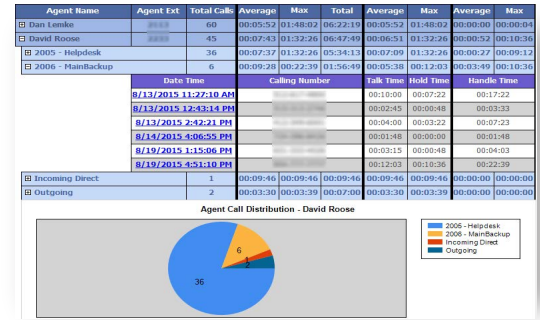 Agent Name Agent Ext Total Calls Average Max Total Average Max Average Max
Dan Lemke 60 00:05:52 01:48:02 06:22:19 00:05:52 01:48:02 00:00:00 00:00:04
David Roose 45 00:07:43 01:32:26 06:47:49 00:06:51 01:32:26 00:00:52 00:10:36
2005 - Helpdesk 36 00:07:37 01:32:26 05:34:13 00:07:09 01:32:26 00:00:27 00:09:12
2006 - MainBackup 6 00:09:28 00:22:39 01:56:49 00:05:38 00:12:03 00:03:49 00:10:36
Date Time Calling Number Talk Time Hold Time Handle Time
8/13/2015 11:27:10 AM 00:10:00 00:07:22 00:17:22
8/13/2015 12:43:14 PM 00:02:45 00:00:48 00:03:33
8/13/2015 2:42:21 PM 00:04:00 00:03:22 00:07:23
8/14/2015 4:06:55 PM 00:01:48 00:00:00 00:01:48
8/19/2015 1:15:06 PM 00:03:15 00:00:48 00:04:03
8/19/2015 4:51:10 PM 00:12:03 00:10:36 00:22:39
Incoming Direct 1 00:09:46 00:09:46 00:09:46 00:09:46 00:09:46 00:00:00 00:00:00
Outgoing 2 00:03:30 00:03:39 00:07:00 00:03:30 00:03:39 00:00:00 00:00:00
Agent Call Distribution - David Roose
2005 - Helpdesk
2006 - MainBackup
Incoming Direct
Outgoing
6
1
2
36